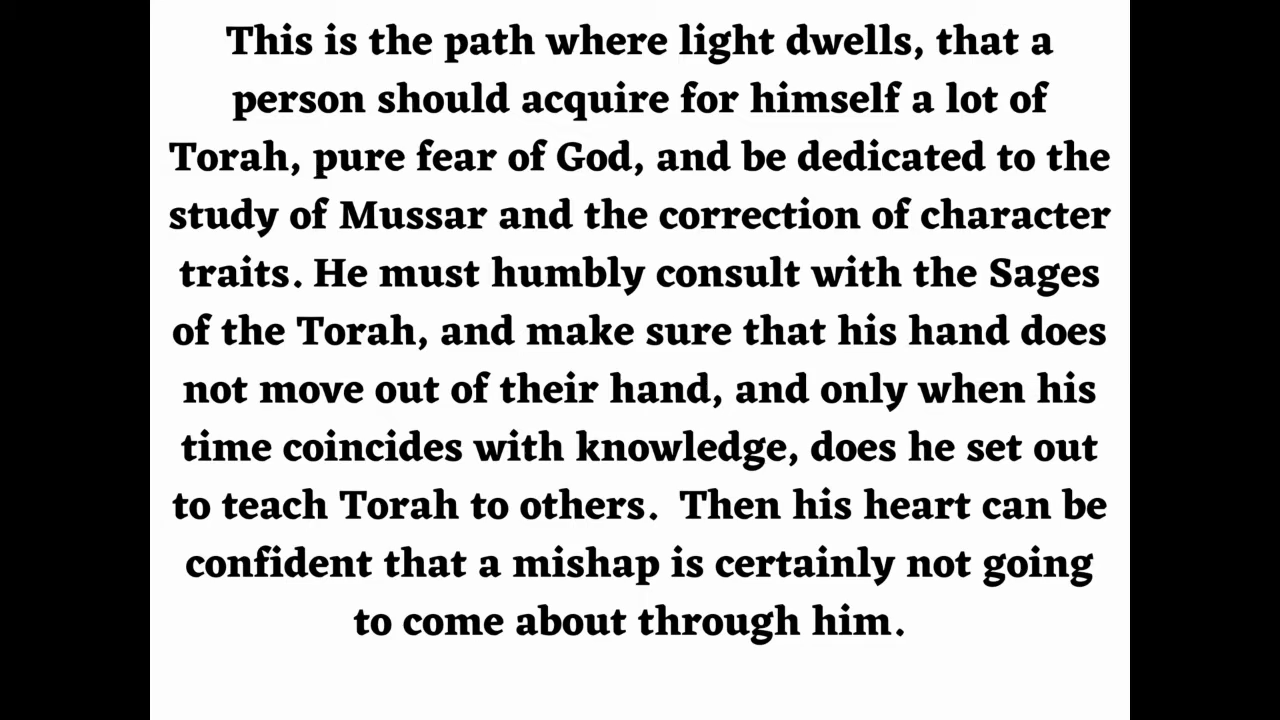 This is the path where light dwells, that a
person should acquire for himself a lot of
Torah, pure fear of God, and be dedicated to the
study of Mussar and the correction of character
traits. He must humbly consult with the Sages
of the Torah, and make sure that his hand does
not move out of their hand, and only when his
time coincides with knowledge, does he set out
to teach Torah to others.  Then his heart can be
confident that a mishap is certainly not going
to come about through him.